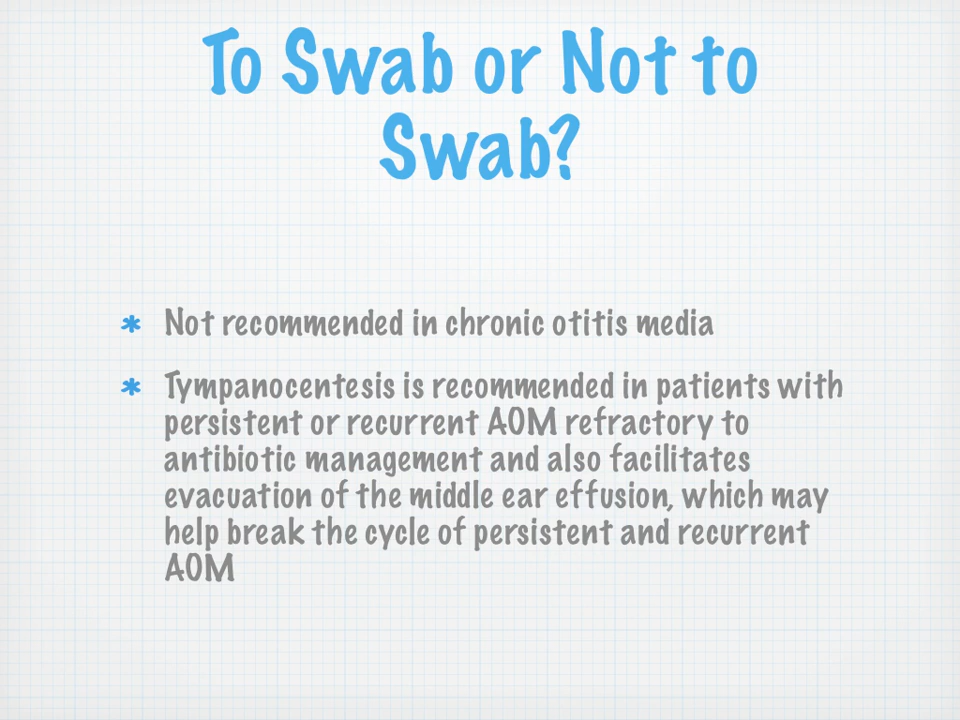 To Swab or Not to
Swab?
* Not recommended in chronic otitis media
* Tympanocentesis is recommended in patients with
persistent or recurrent AOM refractory to
antibiotic management and also facilitates
evacuation of the middle ear effusion, which may
help break the cycle of persistent and recurrent
AOM